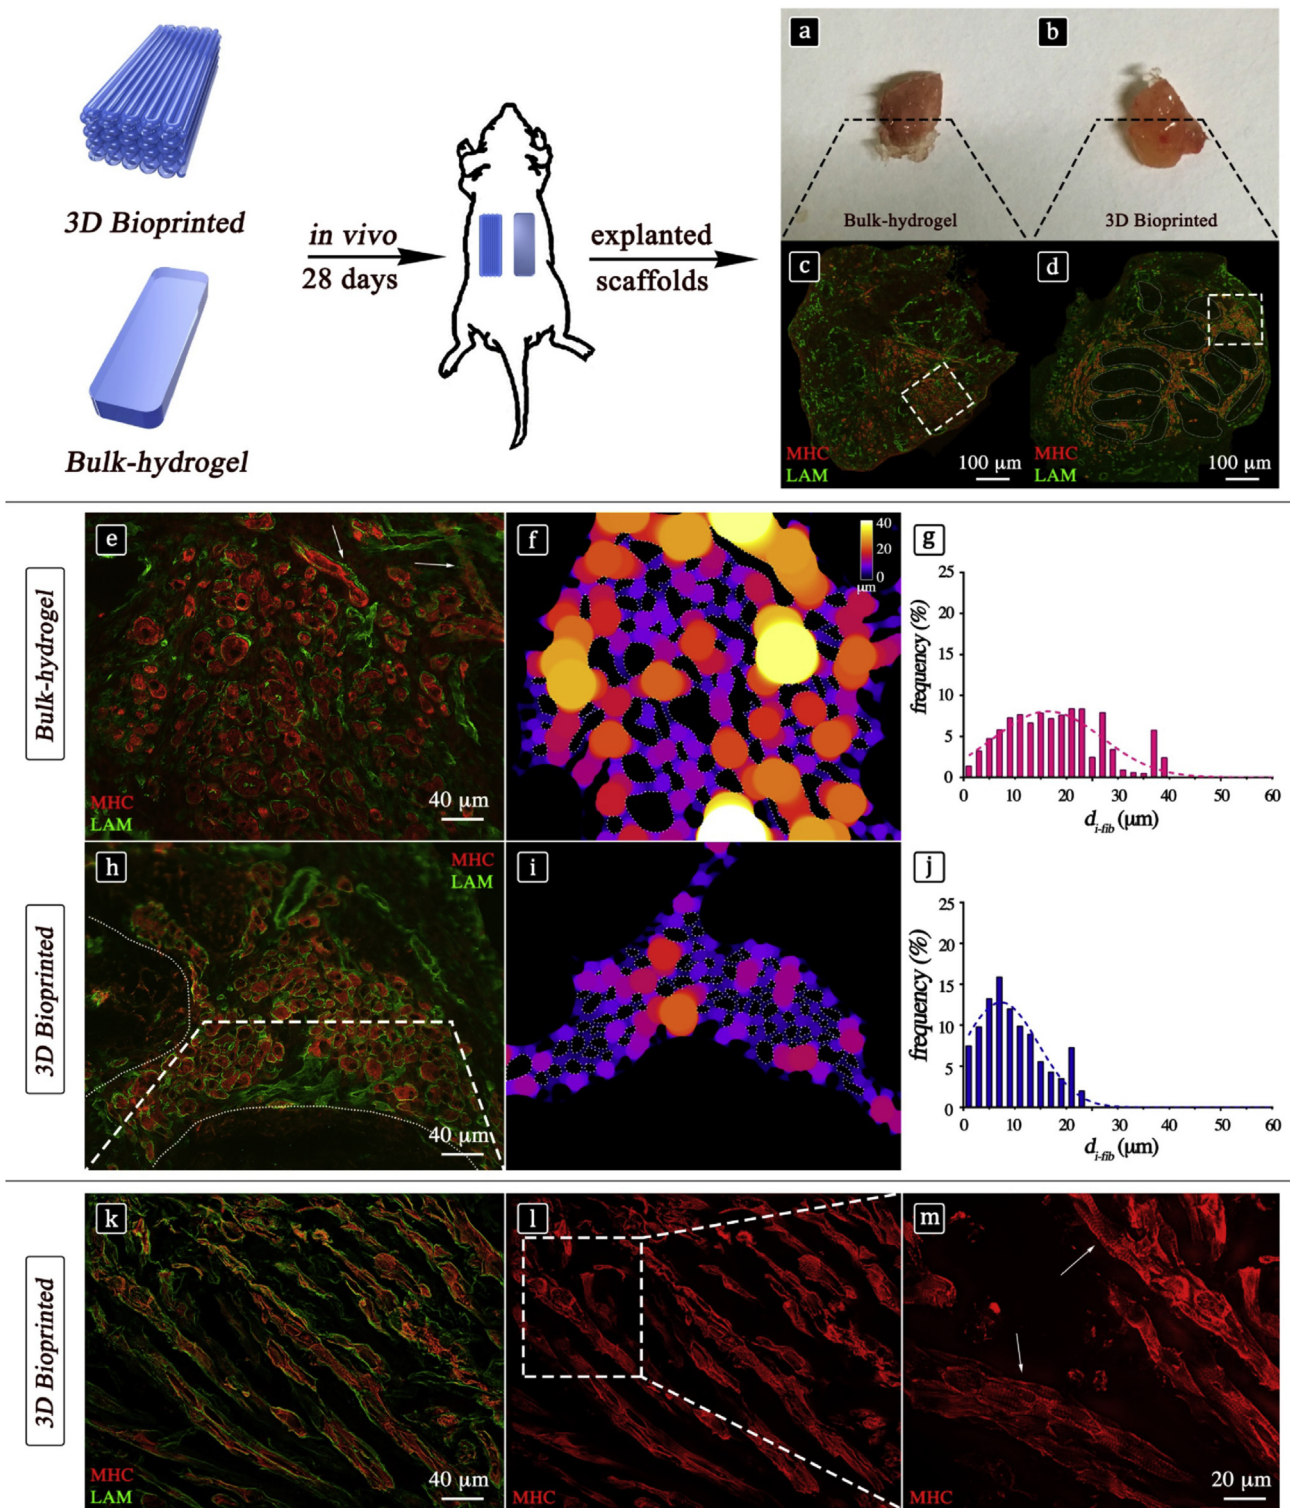 a
b
3D Bioprinted
in vivo
28 days
explanted
scaffolds
Bulk-hydrogel
3D Bioprinted
c
d
Bulk-hydrogel
MHC
LAM
100 μm
MHC
LAM
100 μm
Bulk-hydrogel
e
MHC
LAM
40 μm
f
40
20
0
μm
g
frequency (%)
25
20
15
10
5
0
0 10 20 30 40 50 60
d i-fib (μm)
3D Bioprinted
h
MHC
LAM
40 μm
i
j
frequency (%)
25
20
15
10
5
0
0 10 20 30 40 50 60
d i-fib (μm)
3D Bioprinted
k
MHC
LAM
40 μm
l
MHC
m
MHC
20 μm